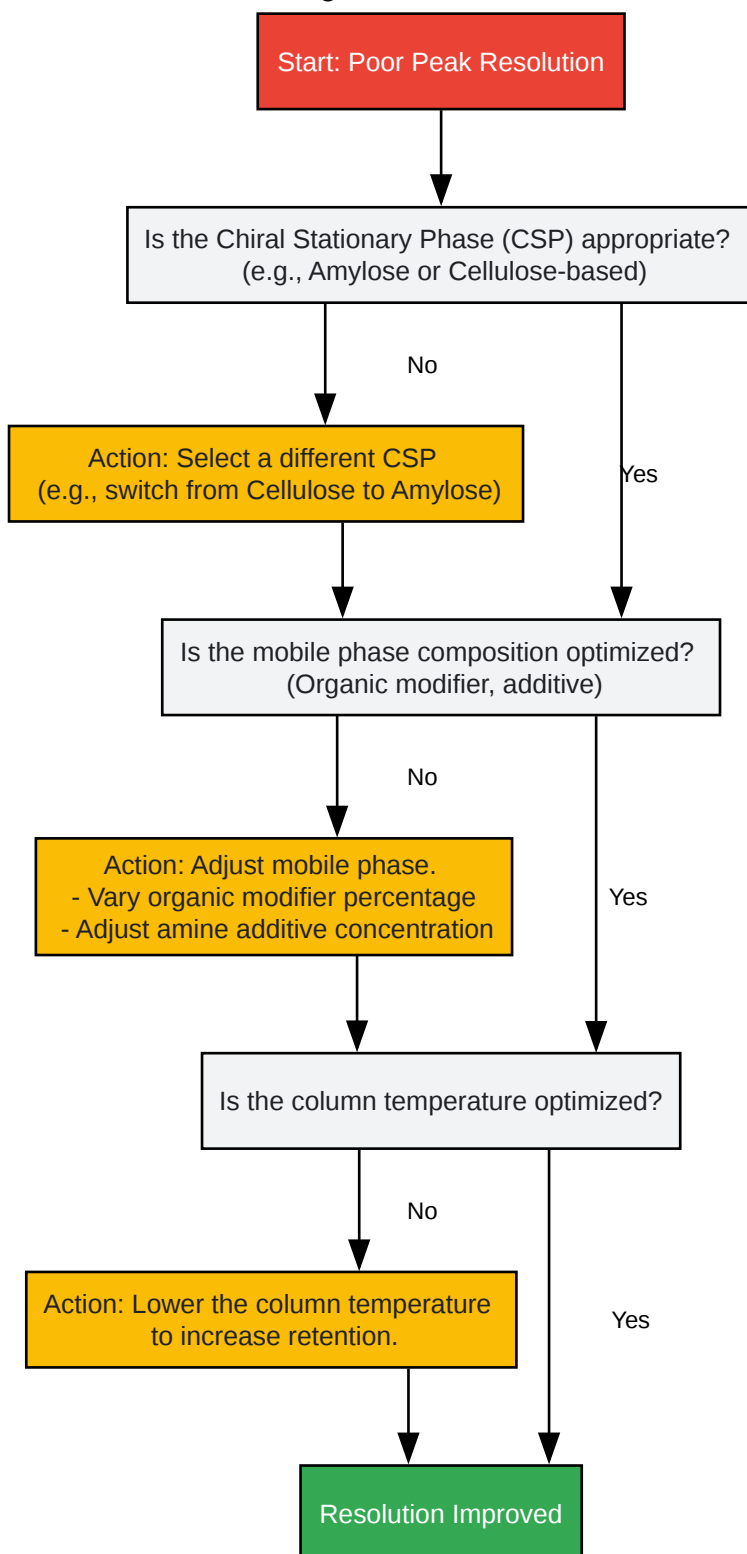 Start: Poor Peak Resolution
Is the Chiral Stationary Phase (CSP) appropriate?
(e.g., Amylose or Cellulose-based)
No
Action: Select a different CSP
(e.g., switch from Cellulose to Amylose)
Yes
Is the mobile phase composition optimized?
(Organic modifier, additive)
No
Action: Adjust mobile phase.
- Vary organic modifier percentage
- Adjust amine additive concentration
Yes
Is the column temperature optimized?
No
Action: Lower the column temperature
to increase retention.
Yes
Resolution Improved